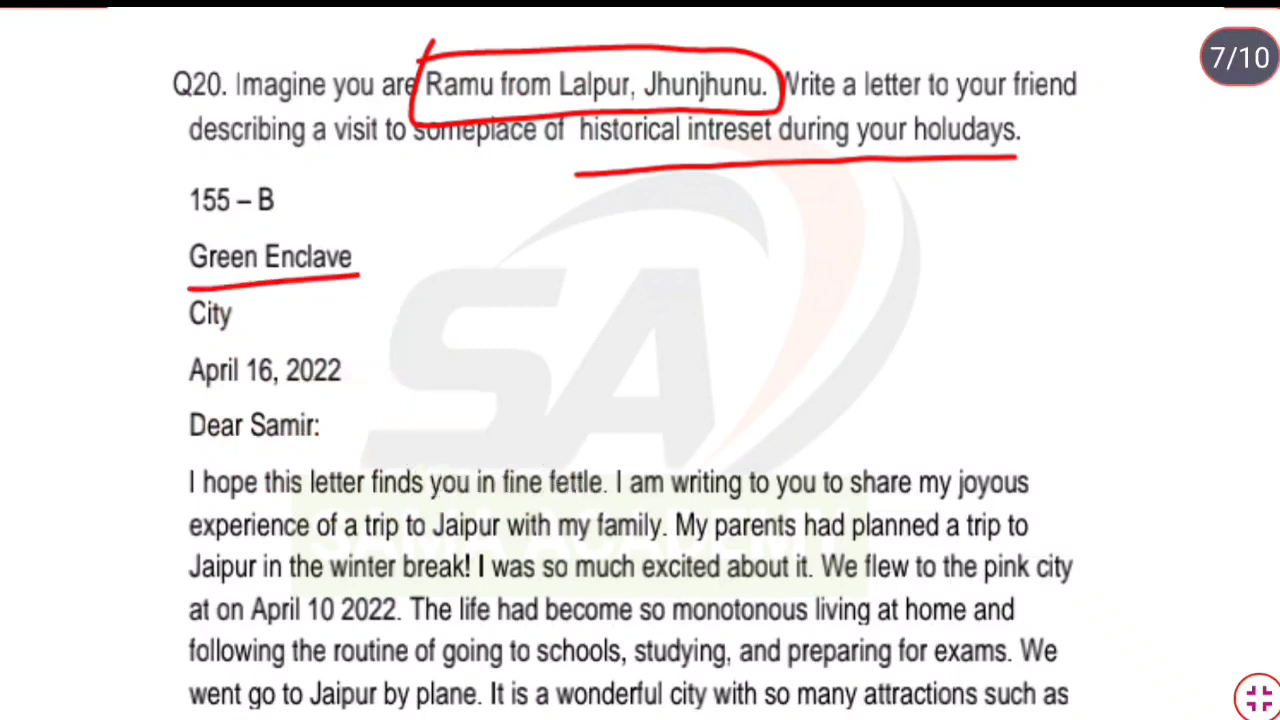 7/10
Q20. Imagine you are Ramu from Lalpur, Jhunjhunu. Write a letter to your friend
describing a visit to someplace of historical intreset during your holudays.
155 – B
Green Enclave
City
April 16, 2022
Dear Samir:
I hope this letter finds you in fine fettle. I am writing to you to share my joyous
experience of a trip to Jaipur with my family. My parents had planned a trip to
Jaipur in the winter break! I was so much excited about it. We flew to the pink city
at on April 10 2022. The life had become so monotonous living at home and
following the routine of going to schools, studying, and preparing for exams. We
went go to Jaipur by plane. It is a wonderful city with so many attractions such as
SA